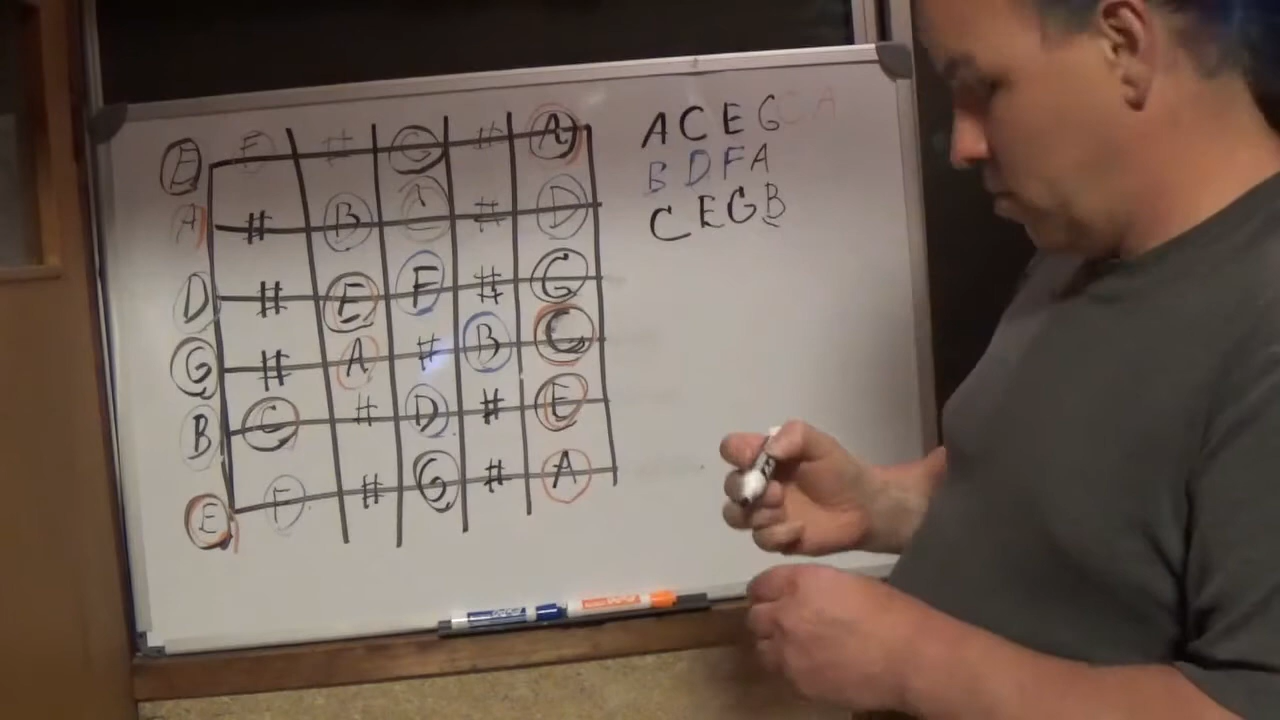 E F # G # A
A # B C # D
D # E F # G
G # A # B C
B C # D # E
E F # G # A
A C E G
B D F A
C E G B